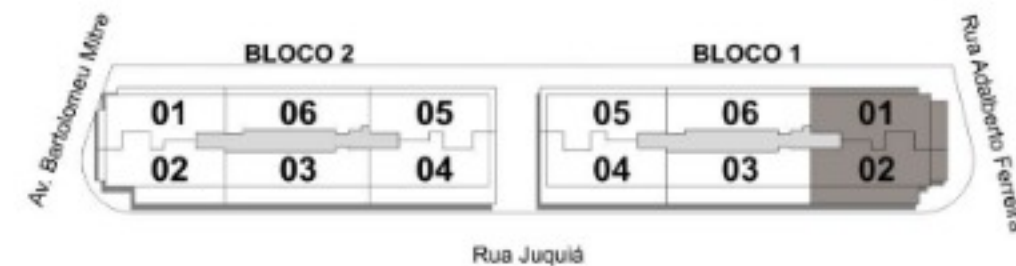 Av. Bartolomeu Mitre
BLOCO 2
01 06 05
02 03 04
BLOCO 1
05 06 01
04 03 02
Rua Adalberto Ferreira
Rua Juquiá